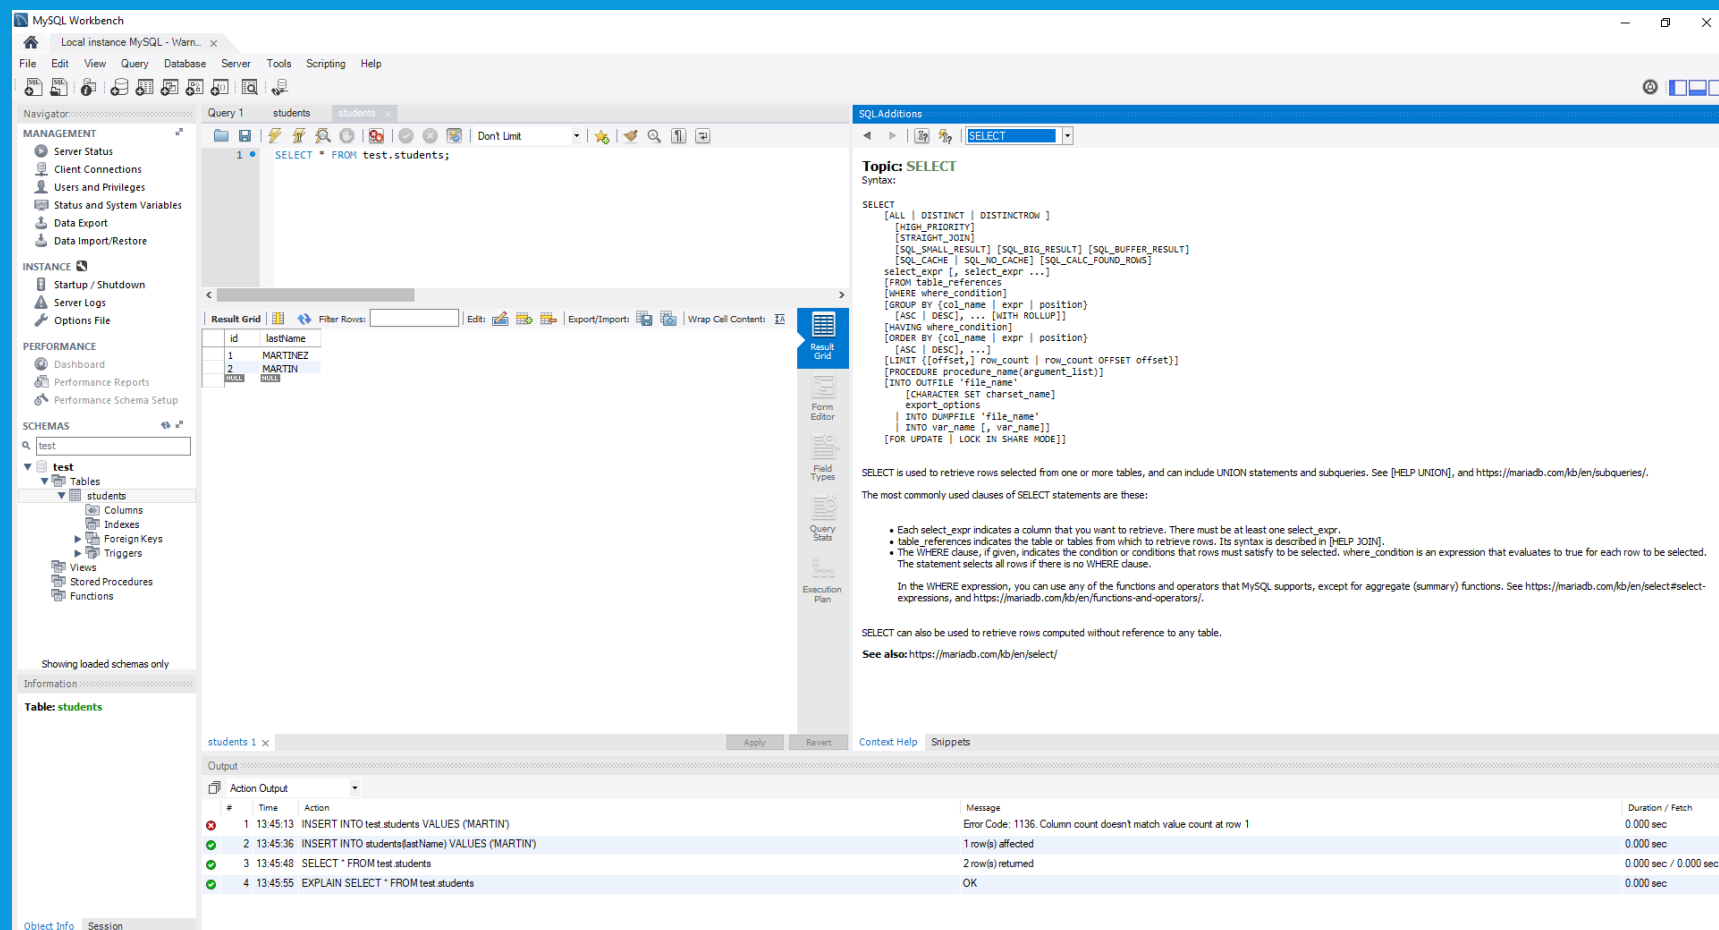 MySQL Workbench
Local instance MySQL - Warn...
File Edit View Query Database Server Tools Scripting Help
Navigator
MANAGEMENT
Server Status
Client Connections
Users and Privileges
Status and System Variables
Data Export
Data Import/Restore
INSTANCE
Startup / Shutdown
Server Logs
Options File
PERFORMANCE
Dashboard
Performance Reports
Performance Schema Setup
SCHEMAS
test
test
Tables
students
Columns
Indexes
Foreign Keys
Triggers
Views
Stored Procedures
Functions
Showing loaded schemas only
Information
Table: students
Object Info Session
Query 1 students students
Don't Limit
1 SELECT * FROM test.students;
Result Grid Filter Rows: Edit: Export/Import: Wrap Cell Content:
id lastName
1 MARTINEZ
2 MARTIN
NULL NULL
Result
Grid
Form
Editor
Field
Types
Query
Stats
Execution
Plan
students 1 Apply Revert
SQLAdditions
SELECT
Topic: SELECT
Syntax:
SELECT
[ALL | DISTINCT | DISTINCTROW ]
[HIGH_PRIORITY]
[STRAIGHT_JOIN]
[SQL_SMALL_RESULT] [SQL_BIG_RESULT] [SQL_BUFFER_RESULT]
[SQL_CACHE | SQL_NO_CACHE] [SQL_CALC_FOUND_ROWS]
select_expr [, select_expr ...]
[FROM table_references
[WHERE where_condition]
[GROUP BY {col_name | expr | position}
[ASC | DESC], ... [WITH ROLLUP]]
[HAVING where_condition]
[ORDER BY {col_name | expr | position}
[ASC | DESC], ...]
[LIMIT {[offset,] row_count | row_count OFFSET offset}]
[PROCEDURE procedure_name(argument_list)]
[INTO OUTFILE 'file_name'
[CHARACTER SET charset_name]
export_options
| INTO DUMPFILE 'file_name'
| INTO var_name [, var_name]]
[FOR UPDATE | LOCK IN SHARE MODE]]
SELECT is used to retrieve rows selected from one or more tables, and can include UNION statements and subqueries. See [HELP UNION], and https://mariadb.com/kb/en/subqueries/.
The most commonly used clauses of SELECT statements are these:
• Each select_expr indicates a column that you want to retrieve. There must be at least one select_expr.
• table_references indicates the table or tables from which to retrieve rows. Its syntax is described in [HELP JOIN].
• The WHERE clause, if given, indicates the condition or conditions that rows must satisfy to be selected. where_condition is an expression that evaluates to true for each row to be selected.
The statement selects all rows if there is no WHERE clause.
In the WHERE expression, you can use any of the functions and operators that MySQL supports, except for aggregate (summary) functions. See https://mariadb.com/kb/en/select#select-
expressions, and https://mariadb.com/kb/en/functions-and-operators/.
SELECT can also be used to retrieve rows computed without reference to any table.
See also: https://mariadb.com/kb/en/select/
Context Help Snippets
Output
Action Output
# Time Action Message Duration / Fetch
1 13:45:13 INSERT INTO test.students VALUES ('MARTIN') Error Code: 1136. Column count doesn't match value count at row 1 0.000 sec
2 13:45:36 INSERT INTO students(lastName) VALUES ('MARTIN') 1 row(s) affected 0.000 sec
3 13:45:48 SELECT * FROM test.students 2 row(s) returned 0.000 sec / 0.000 sec
4 13:45:55 EXPLAIN SELECT * FROM test.students OK 0.000 sec